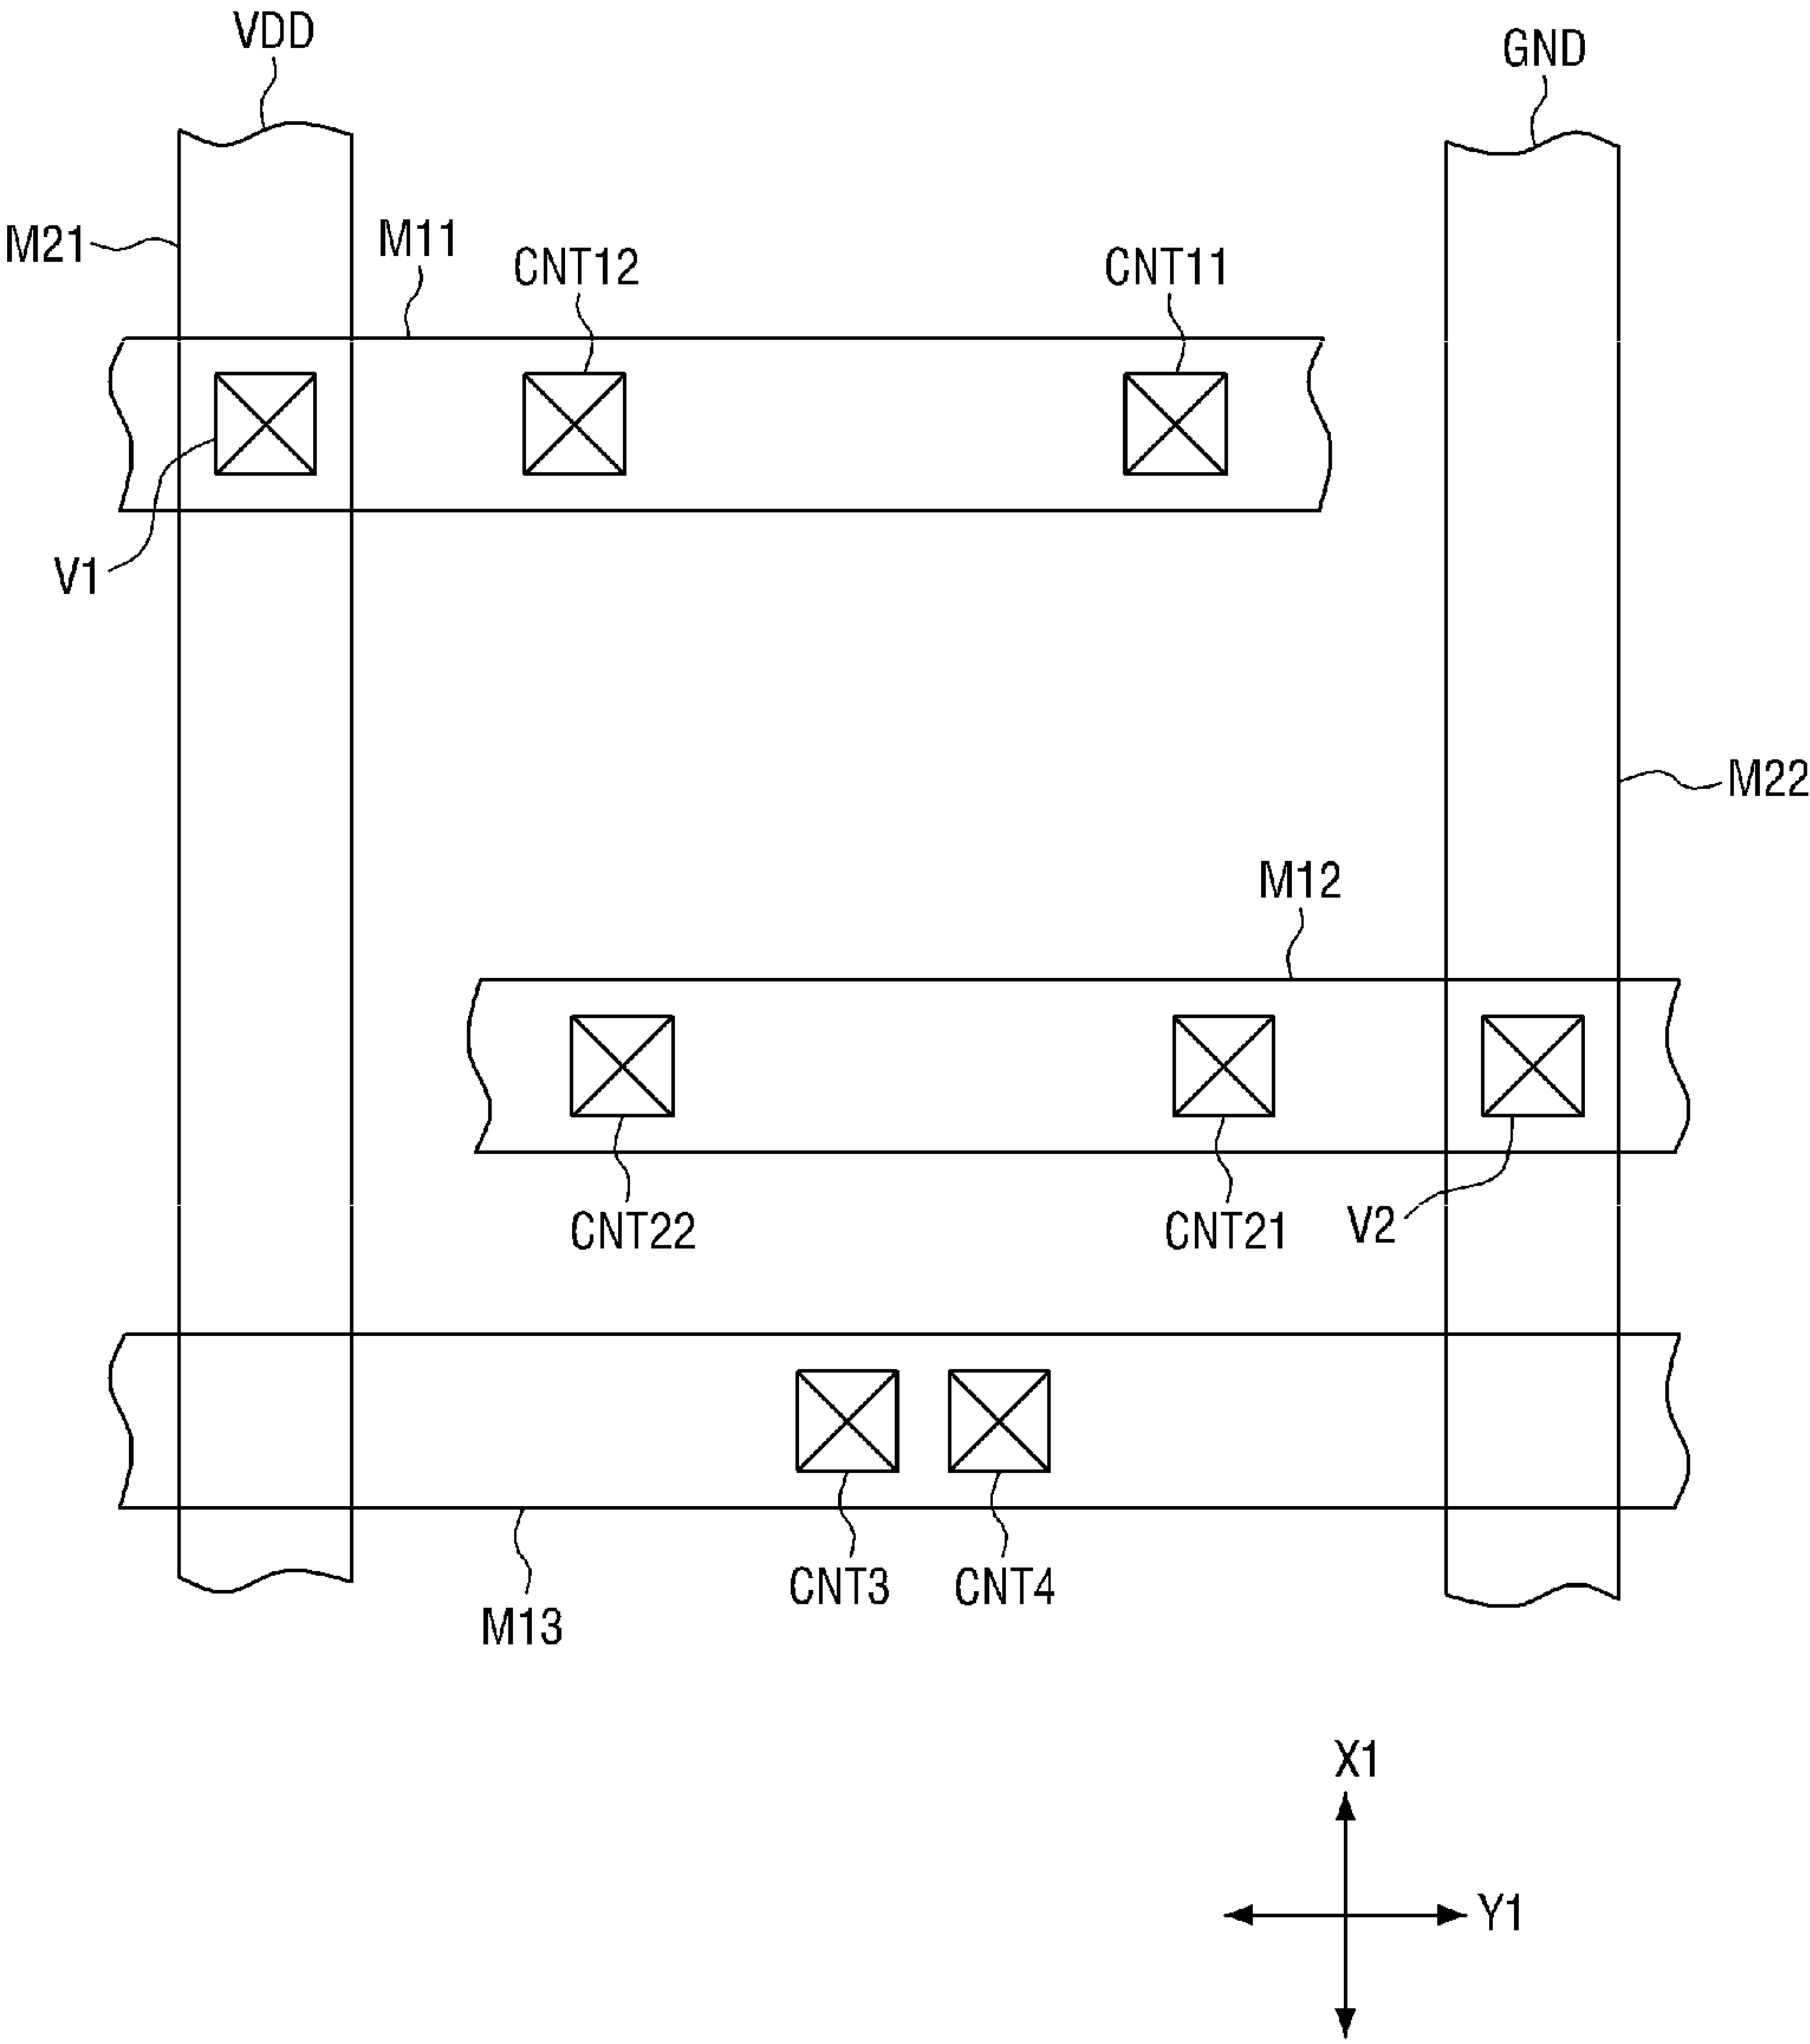 VDD
GND
M21
M11
CNT12
CNT11
V1
M22
M12
CNT22
CNT21
V2
CNT3
CNT4
M13
X1
Y1